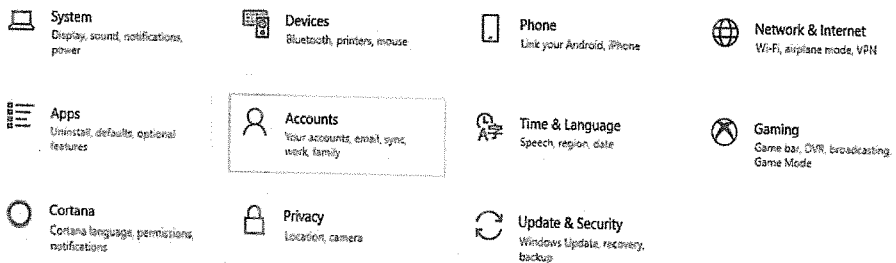 System
Display, sound, notifications,
power
Devices
Bluetooth, printers, mouse
Phone
Link your Android, iPhone
Network & Internet
Wi-Fi, airplane mode, VPN
Apps
Uninstall, defaults, optional
features
Accounts
Your accounts, email, sync,
work, family
Time & Language
Speech, region, date
Gaming
Game bar, DVR, broadcasting,
Game Mode
Cortana
Cortana language, permissions,
notifications
Privacy
Location, camera
Update & Security
Windows Update, recovery,
backup